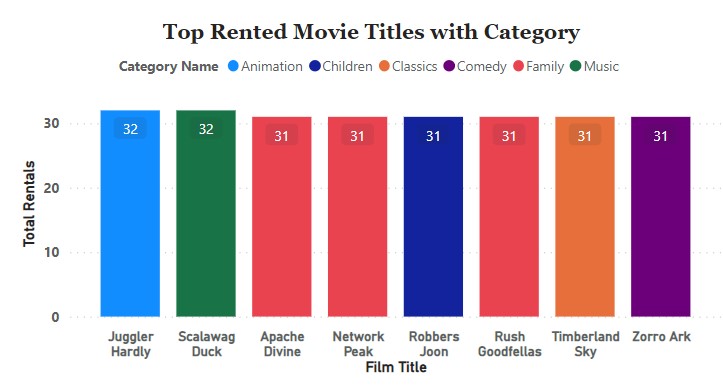 Top Rented Movie Titles with Category
Category Name Animation Children Classics Comedy Family Music
Total Rentals
30
20
10
0
32 32 31 31 31 31 31 31
Juggler Scalawag Apache Network Robbers Rush Timberland Zorro Ark
Hardly Duck Divine Peak Joon Goodfellas Sky
Film Title